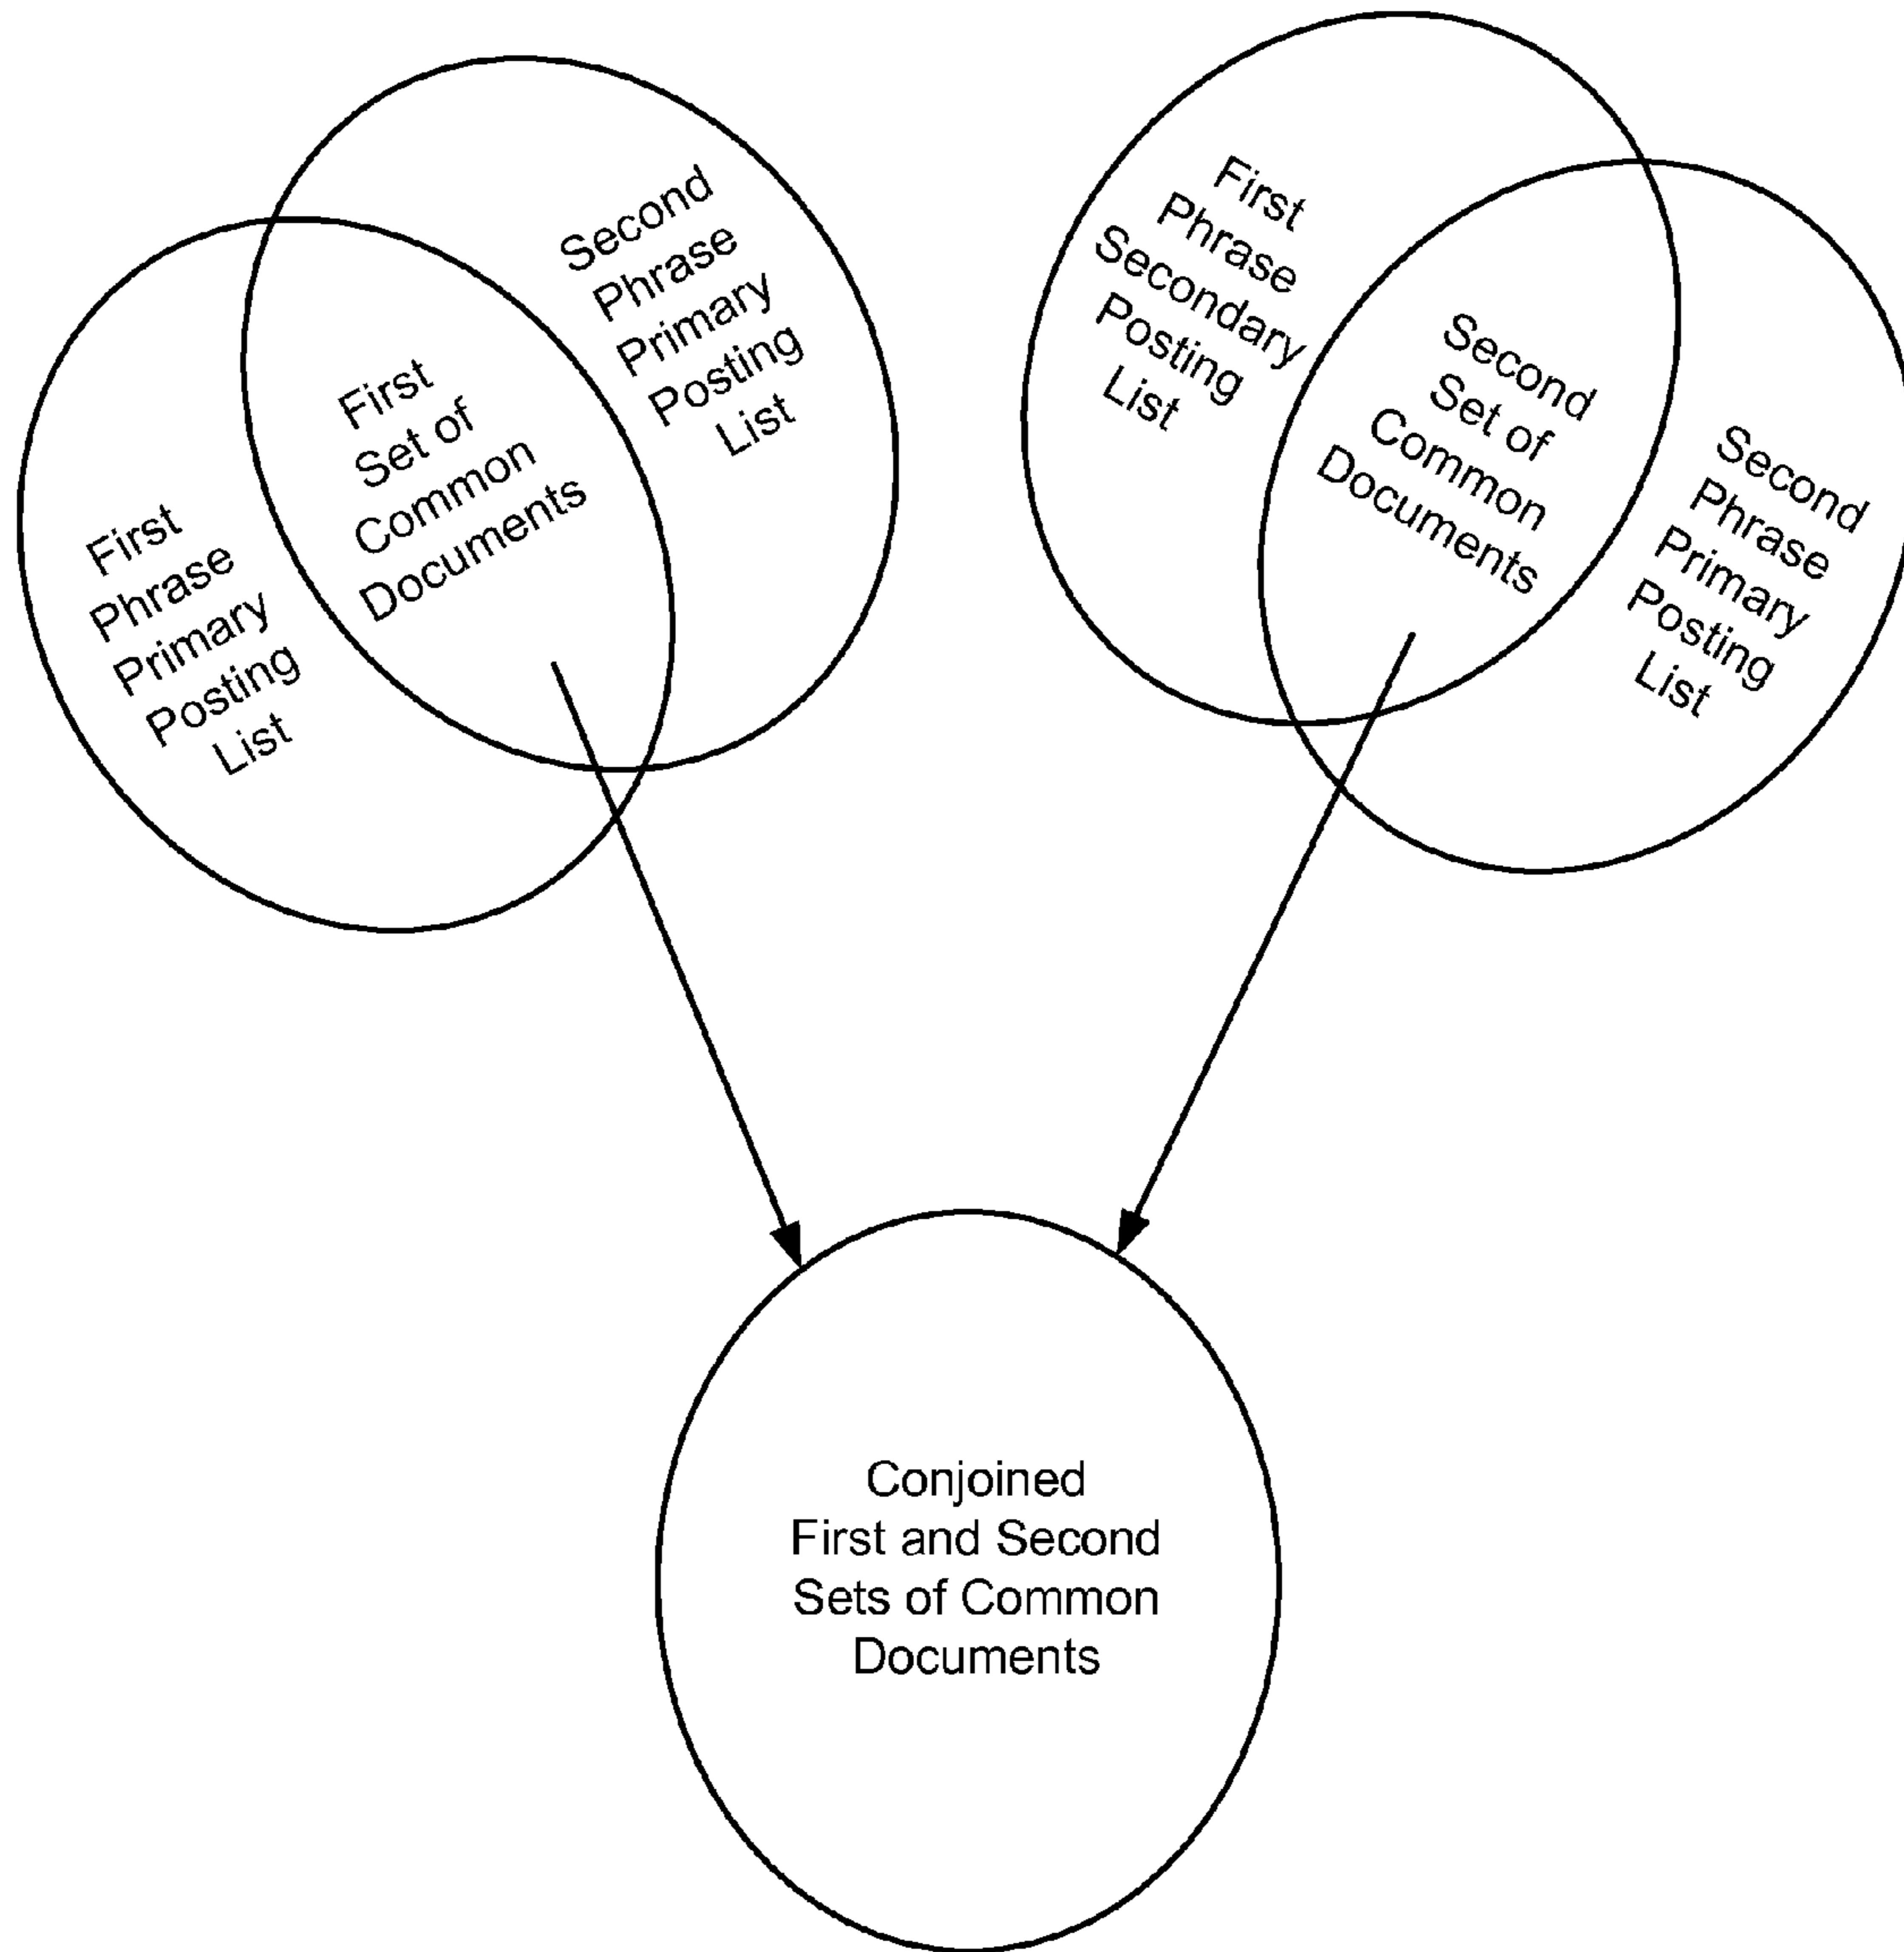 Second
Phrase
Primary
Posting
List
First
Set of
Common
Documents
First
Phrase
Primary
Posting
List
First
Phrase
Secondary
Posting
List
Second
Set of
Common
Documents
Second
Phrase
Primary
Posting
List
Conjoined
First and Second
Sets of Common
Documents